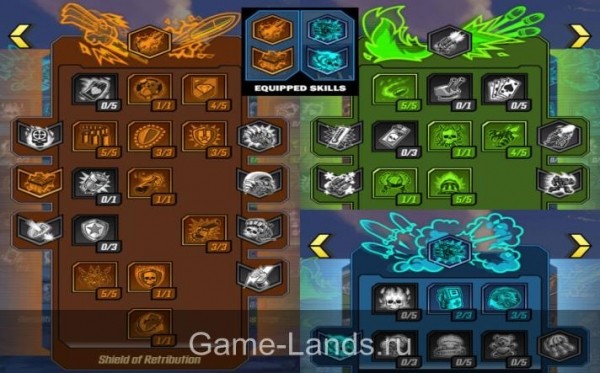 EQUIPPED SKILLS
0/5 1/1 4/5
5/5 3/3 3/5
0/1 1/1
0/3 3/3
5/5 1/1
1/1
Shield of Retribution
5/5 0/1 0/5
0/3 1/1 4/5
1/1 5/5
0/5 2/3 3/5
Game-Lands.ru